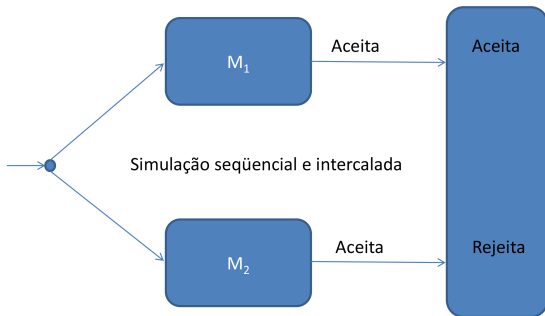 Aceita
Aceita
M₁
Simulação seqüencial e intercalada
Aceita
Rejeita
M₂